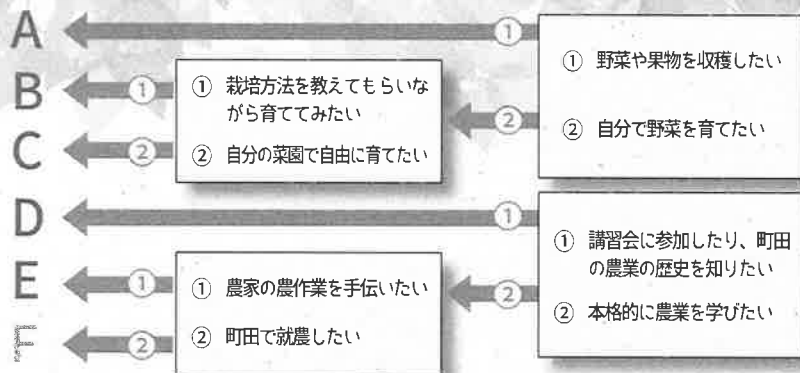 A
①
① 野菜や果物を収穫したい
② 自分で野菜を育てたい
②
B
①
① 栽培方法を教えてもらいな
がら育ててみたい
② 自分の菜園で自由に育てたい
C
②
D
①
① 講習会に参加したり、町田
の農業の歴史を知りたい
② 本格的に農業を学びたい
②
E
①
① 農家の農作業を手伝いたい
② 町田で就農したい
F
②